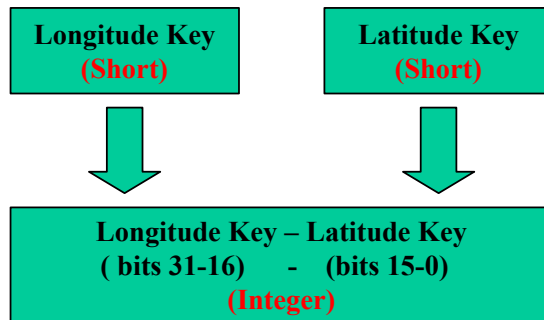 Longitude Key
(Short)
Latitude Key
(Short)
Longitude Key – Latitude Key
( bits 31-16) - (bits 15-0)
(Integer)